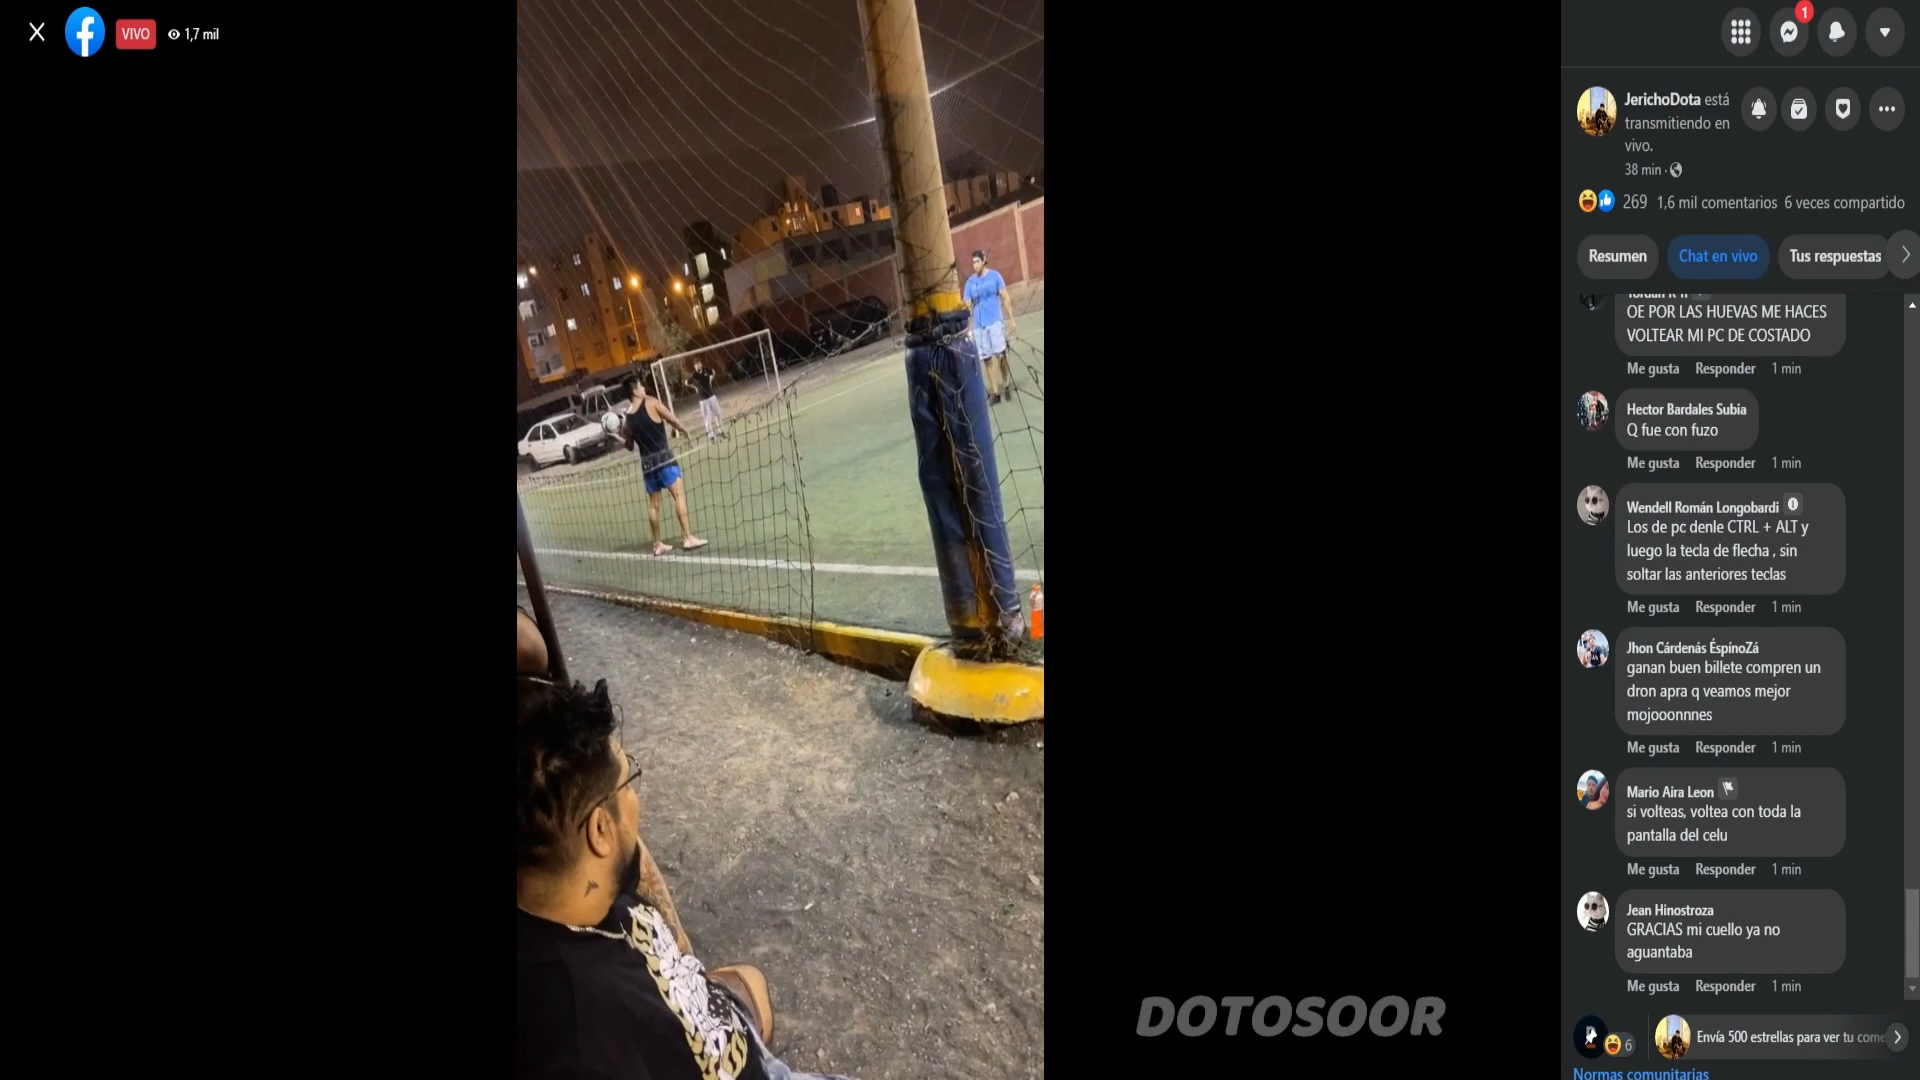 VIVO
1,7 mil
1
JerichoDota está
transmitiendo en
vivo.
38 min ·
269 1,6 mil comentarios 6 veces compartido
Resumen Chat en vivo Tus respuestas
OE POR LAS HUEVAS ME HACES
VOLTEAR MI PC DE COSTADO
Me gusta Responder 1 min
Hector Bardales Subia
Q fue con fuzo
Me gusta Responder 1 min
Wendell Román Longobardi
Los de pc denle CTRL + ALT y
luego la tecla de flecha , sin
soltar las anteriores teclas
Me gusta Responder 1 min
Jhon Cárdenás ÉspínoZá
ganan buen billete compren un
dron apra q veamos mejor
mojooonnnes
Me gusta Responder 1 min
Mario Aira Leon
si volteas, voltea con toda la
pantalla del celu
Me gusta Responder 1 min
Jean Hinostroza
GRACIAS mi cuello ya no
aguantaba
Me gusta Responder 1 min
6
Envía 500 estrellas para ver tu come
Normas comunitarias
DOTOSOOR